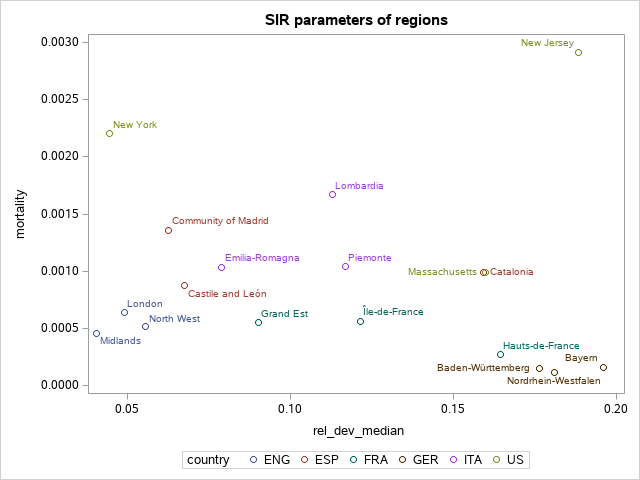 SIR parameters of regions
mortality
0.0030
0.0025
0.0020
0.0015
0.0010
0.0005
0.0000
New Jersey
New York
Lombardia
Community of Madrid
Emilia-Romagna
Piemonte
Massachusetts
Catalonia
Castile and León
London
North West
Grand Est
Île-de-France
Midlands
Hauts-de-France
Bayern
Baden-Württemberg
Nordrhein-Westfalen
0.05
0.10
0.15
0.20
rel_dev_median
country ENG ESP FRA GER ITA US